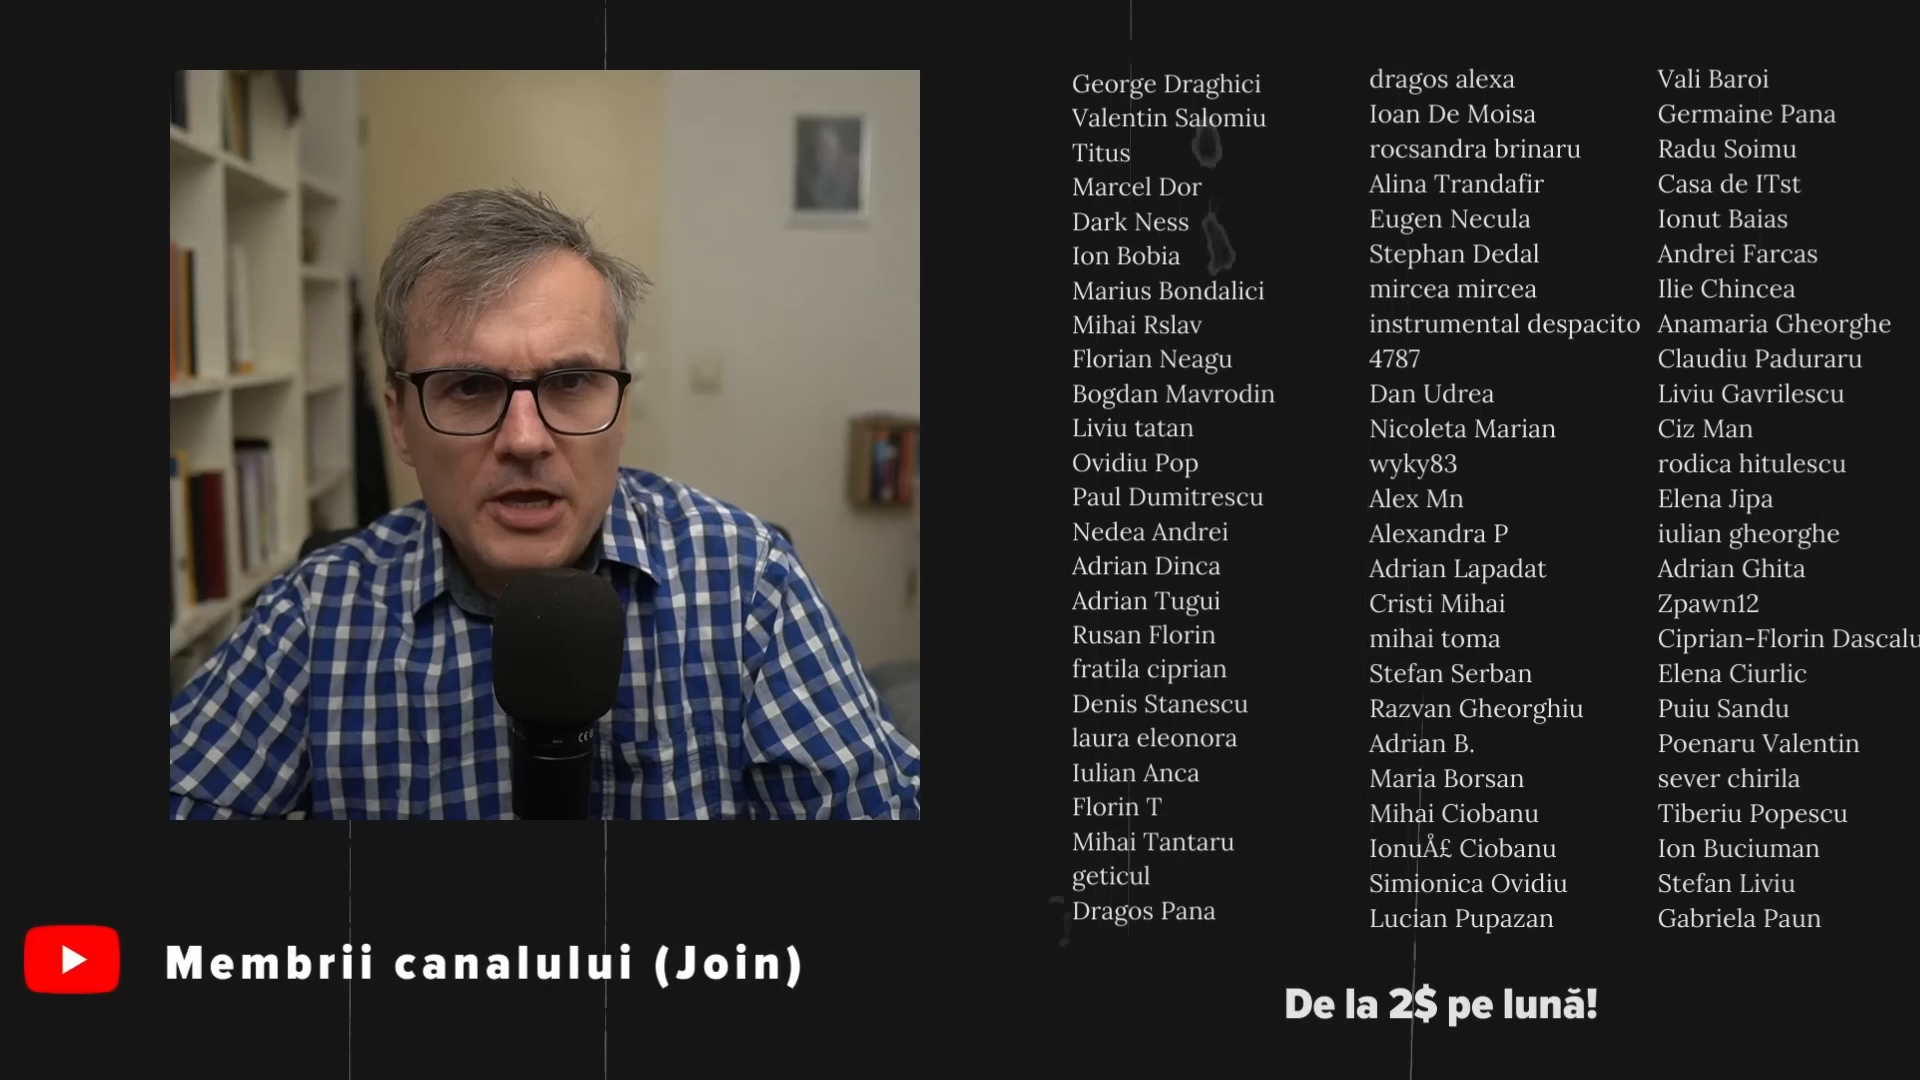 George Draghici
Valentin Salomiu
Titus
Marcel Dor
Dark Ness
Ion Bobia
Marius Bondalici
Mihai Rslav
Florian Neagu
Bogdan Mavrodin
Liviu tatan
Ovidiu Pop
Paul Dumitrescu
Nedea Andrei
Adrian Dinca
Adrian Tugui
Rusan Florin
fratila ciprian
Denis Stanescu
laura eleonora
Iulian Anca
Florin T
Mihai Tantaru
geticul
Dragos Pana
dragos alexa
Ioan De Moisa
rocsandra brinaru
Alina Trandafir
Eugen Necula
Stephan Dedal
mircea mircea
instrumental despacito
4787
Dan Udrea
Nicoleta Marian
wyky83
Alex Mn
Alexandra P
Adrian Lapadat
Cristi Mihai
mihai toma
Stefan Serban
Razvan Gheorghiu
Adrian B.
Maria Borsan
Mihai Ciobanu
IonuÅ£ Ciobanu
Simionica Ovidiu
Lucian Pupazan
Vali Baroi
Germaine Pana
Radu Soimu
Casa de ITst
Ionut Baias
Andrei Farcas
Ilie Chincea
Anamaria Gheorghe
Claudiu Paduraru
Liviu Gavrilescu
Ciz Man
rodica hitulescu
Elena Jipa
iulian gheorghe
Adrian Ghita
Zpawn12
Ciprian-Florin Dascalu
Elena Ciurlic
Puiu Sandu
Poenaru Valentin
sever chirila
Tiberiu Popescu
Ion Buciuman
Stefan Liviu
Gabriela Paun
Membrii canalului (Join)
De la 2$ pe lună!
CE